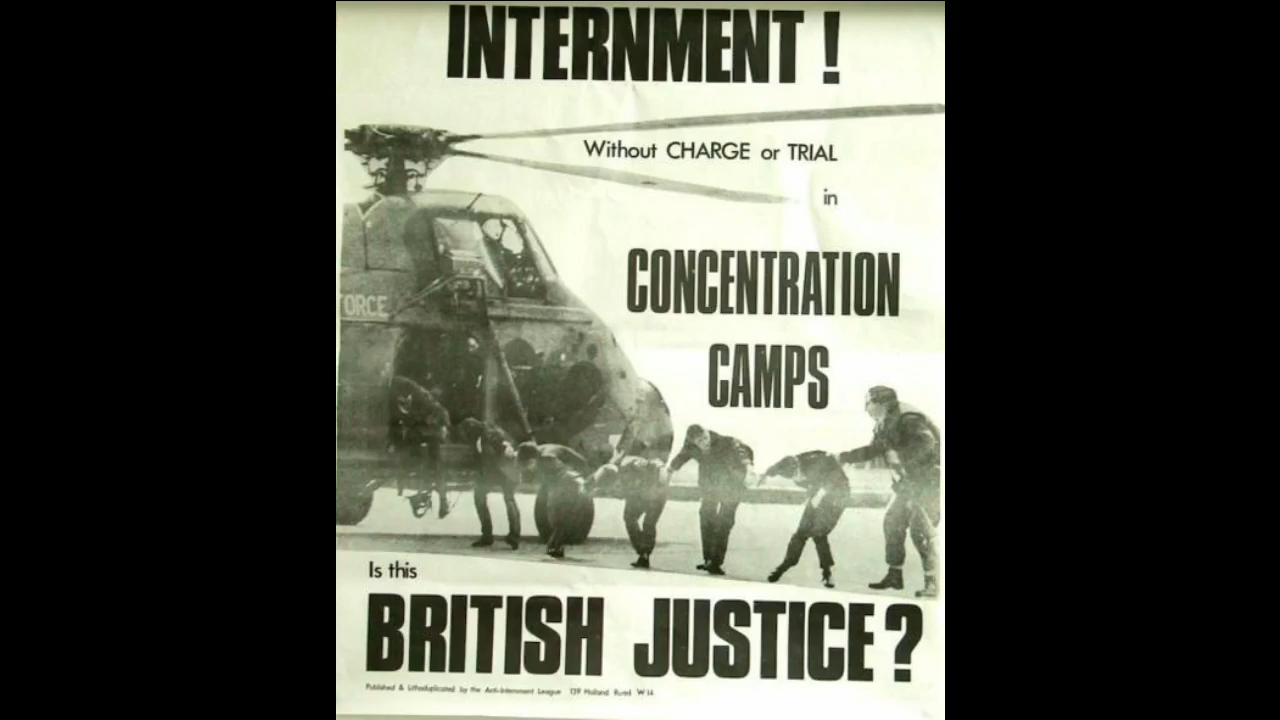 INTERNMENT!
Without CHARGE or TRIAL
in
CONCENTRATION
CAMPS
ORCE
Is this
BRITISH JUSTICE?
Published & Lithoduplicated by the Anti-Internment League 139 Holland Road W14